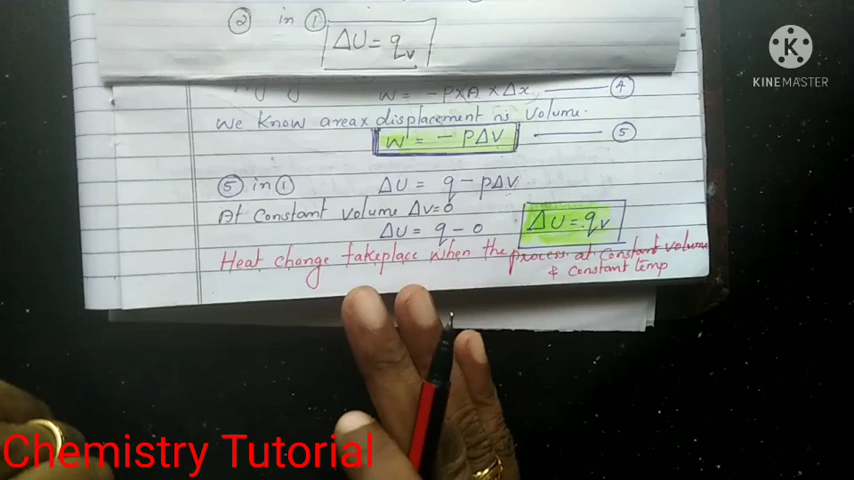 ② in ①
ΔU = qv
W = -P×A×Δx ④
We know area x displacement is volume.
W = - PΔV ⑤
⑤ in ① ΔU = q - PΔV
At Constant volume ΔV=0
ΔU = q - 0 ΔU = qv
Heat change takeplace when the process at constant volume
& constant temp
K
KINEMASTER
Chemistry Tutorial